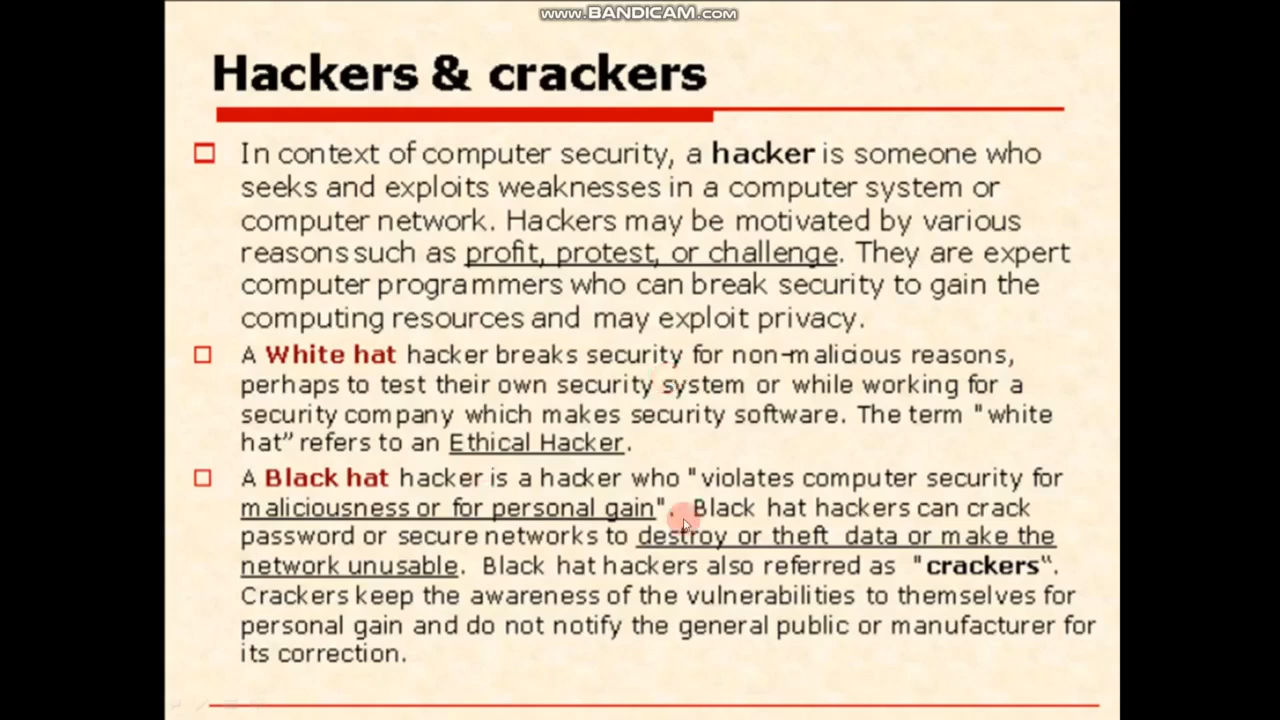 www.BANDICAM.com
Hackers & crackers
In context of computer security, a hacker is someone who
seeks and exploits weaknesses in a computer system or
computer network. Hackers may be motivated by various
reasons such as profit, protest, or challenge. They are expert
computer programmers who can break security to gain the
computing resources and may exploit privacy.
A White hat hacker breaks security for non-malicious reasons,
perhaps to test their own security system or while working for a
security company which makes security software. The term "white
hat” refers to an Ethical Hacker.
A Black hat hacker is a hacker who "violates computer security for
maliciousness or for personal gain". Black hat hackers can crack
password or secure networks to destroy or theft data or make the
network unusable. Black hat hackers also referred as "crackers“.
Crackers keep the awareness of the vulnerabilities to themselves for
personal gain and do not notify the general public or manufacturer for
its correction.